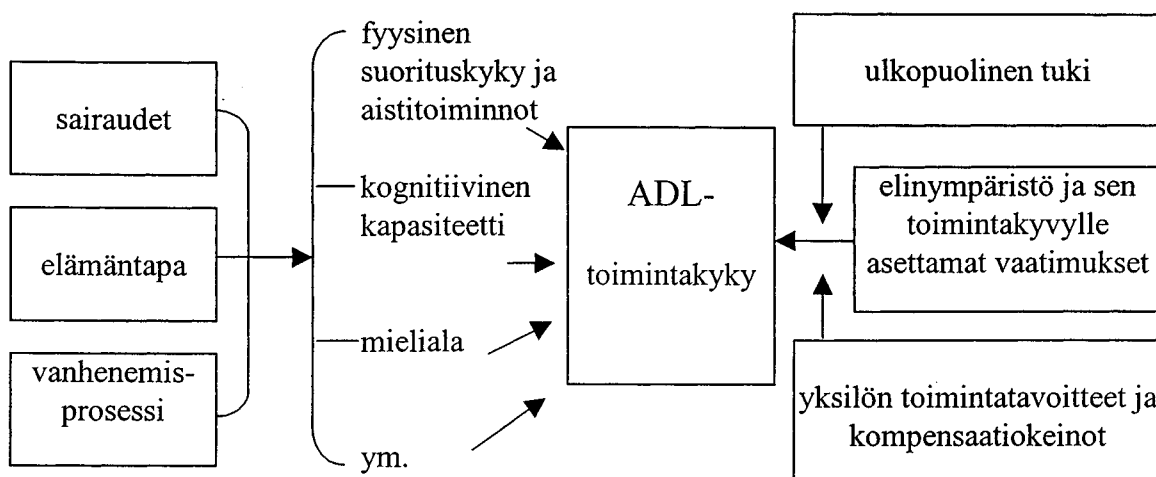 sairaudet
elämäntapa
vanhenemis-
prosessi
fyysinen
suorituskyky ja
aistitoiminnot
kognitiivinen
kapasiteetti
mieliala
ym.
ADL-
toimintakyky
ulkopuolinen tuki
elinympäristö ja sen
toimintakyvylle
asettamat vaatimukset
yksilön toimintatavoitteet ja
kompensaatiokeinot